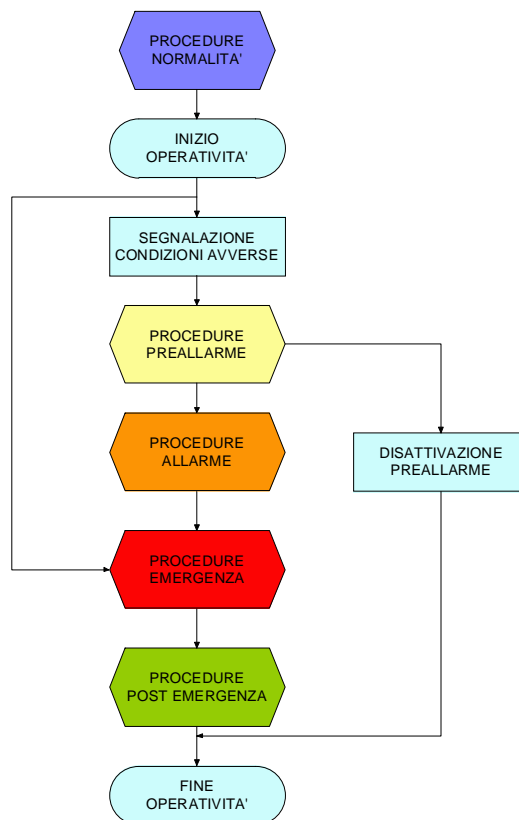 PROCEDURE
NORMALITA'
INIZIO
OPERATIVITA'
SEGNALAZIONE
CONDIZIONI AVVERSE
PROCEDURE
PREALLARME
PROCEDURE
ALLARME
DISATTIVAZIONE
PREALLARME
PROCEDURE
EMERGENZA
PROCEDURE
POST EMERGENZA
FINE
OPERATIVITA'